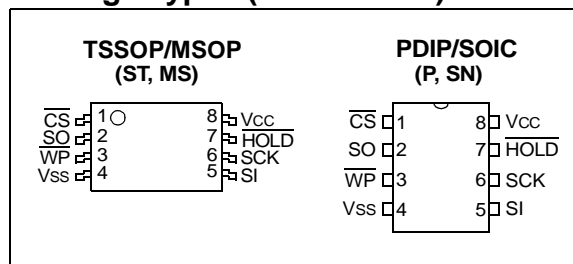 TSSOP/MSOP
(ST, MS)
CS 1 8 VCC
SO 2 7 HOLD
WP 3 6 SCK
VSS 4 5 SI
PDIP/SOIC
(P, SN)
CS 1 8 VCC
SO 2 7 HOLD
WP 3 6 SCK
VSS 4 5 SI